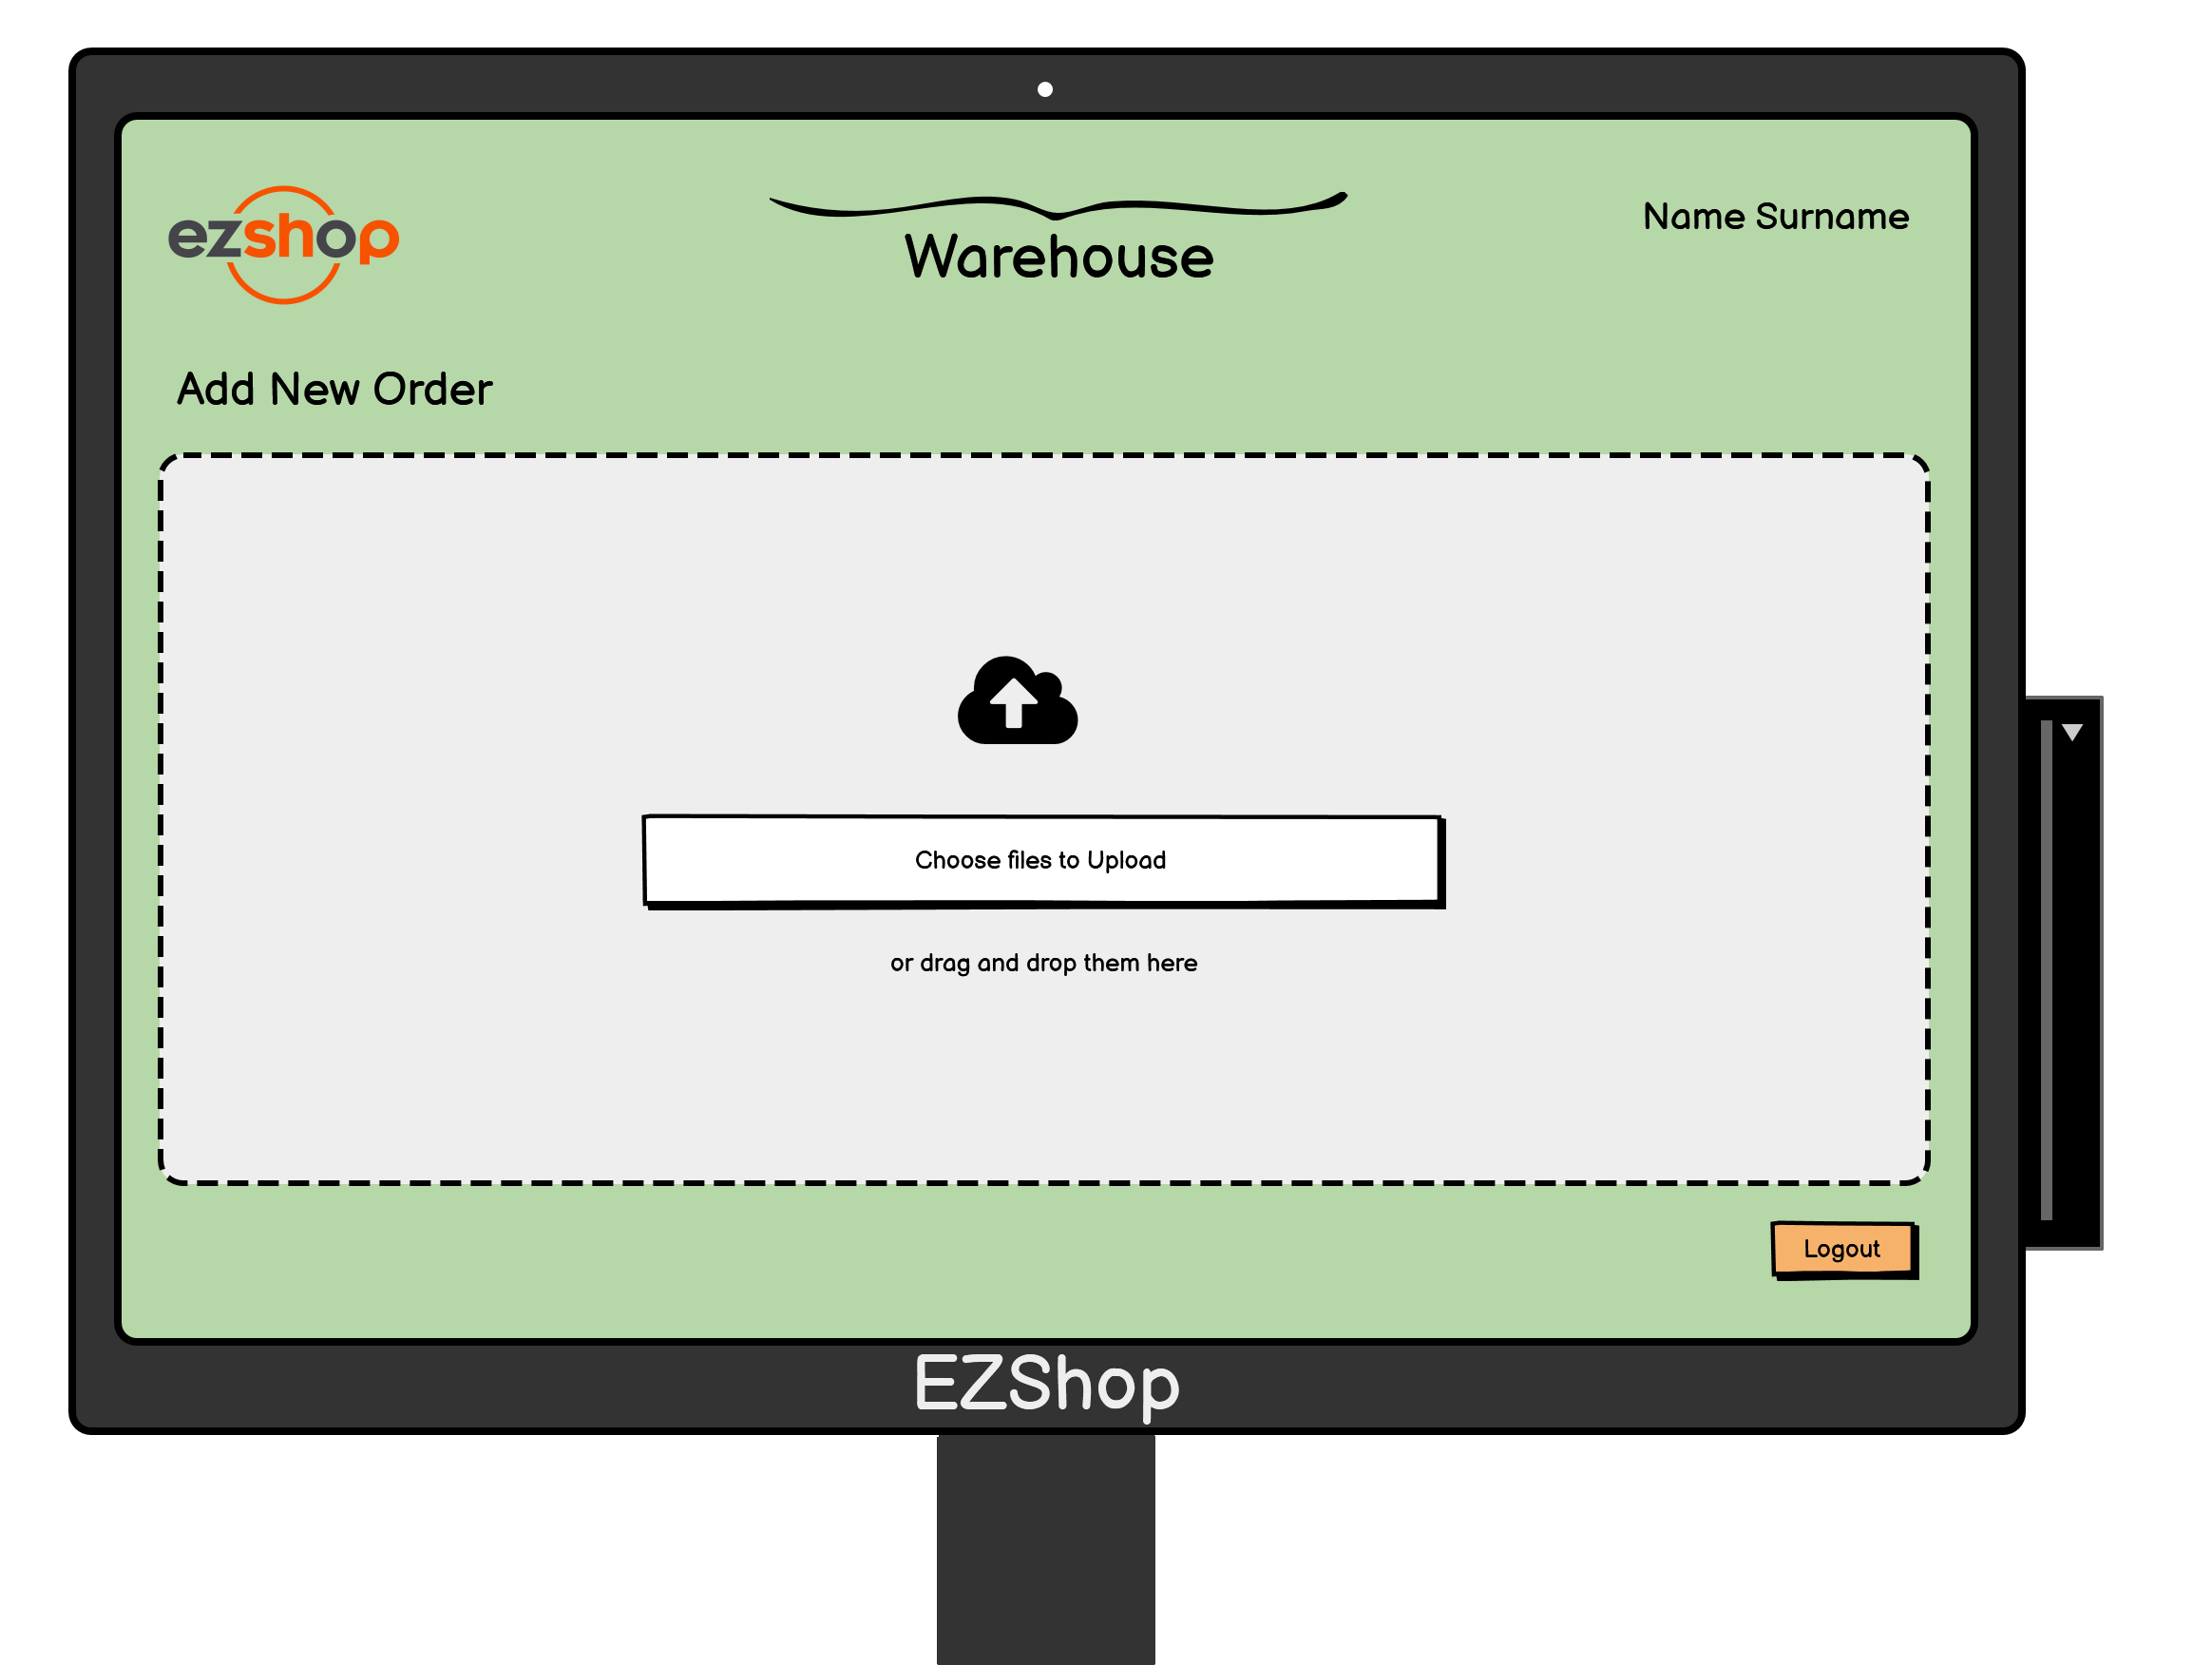 ezshop
Name Surname
Warehouse
Add New Order
Choose files to Upload
or drag and drop them here
Logout
EZShop